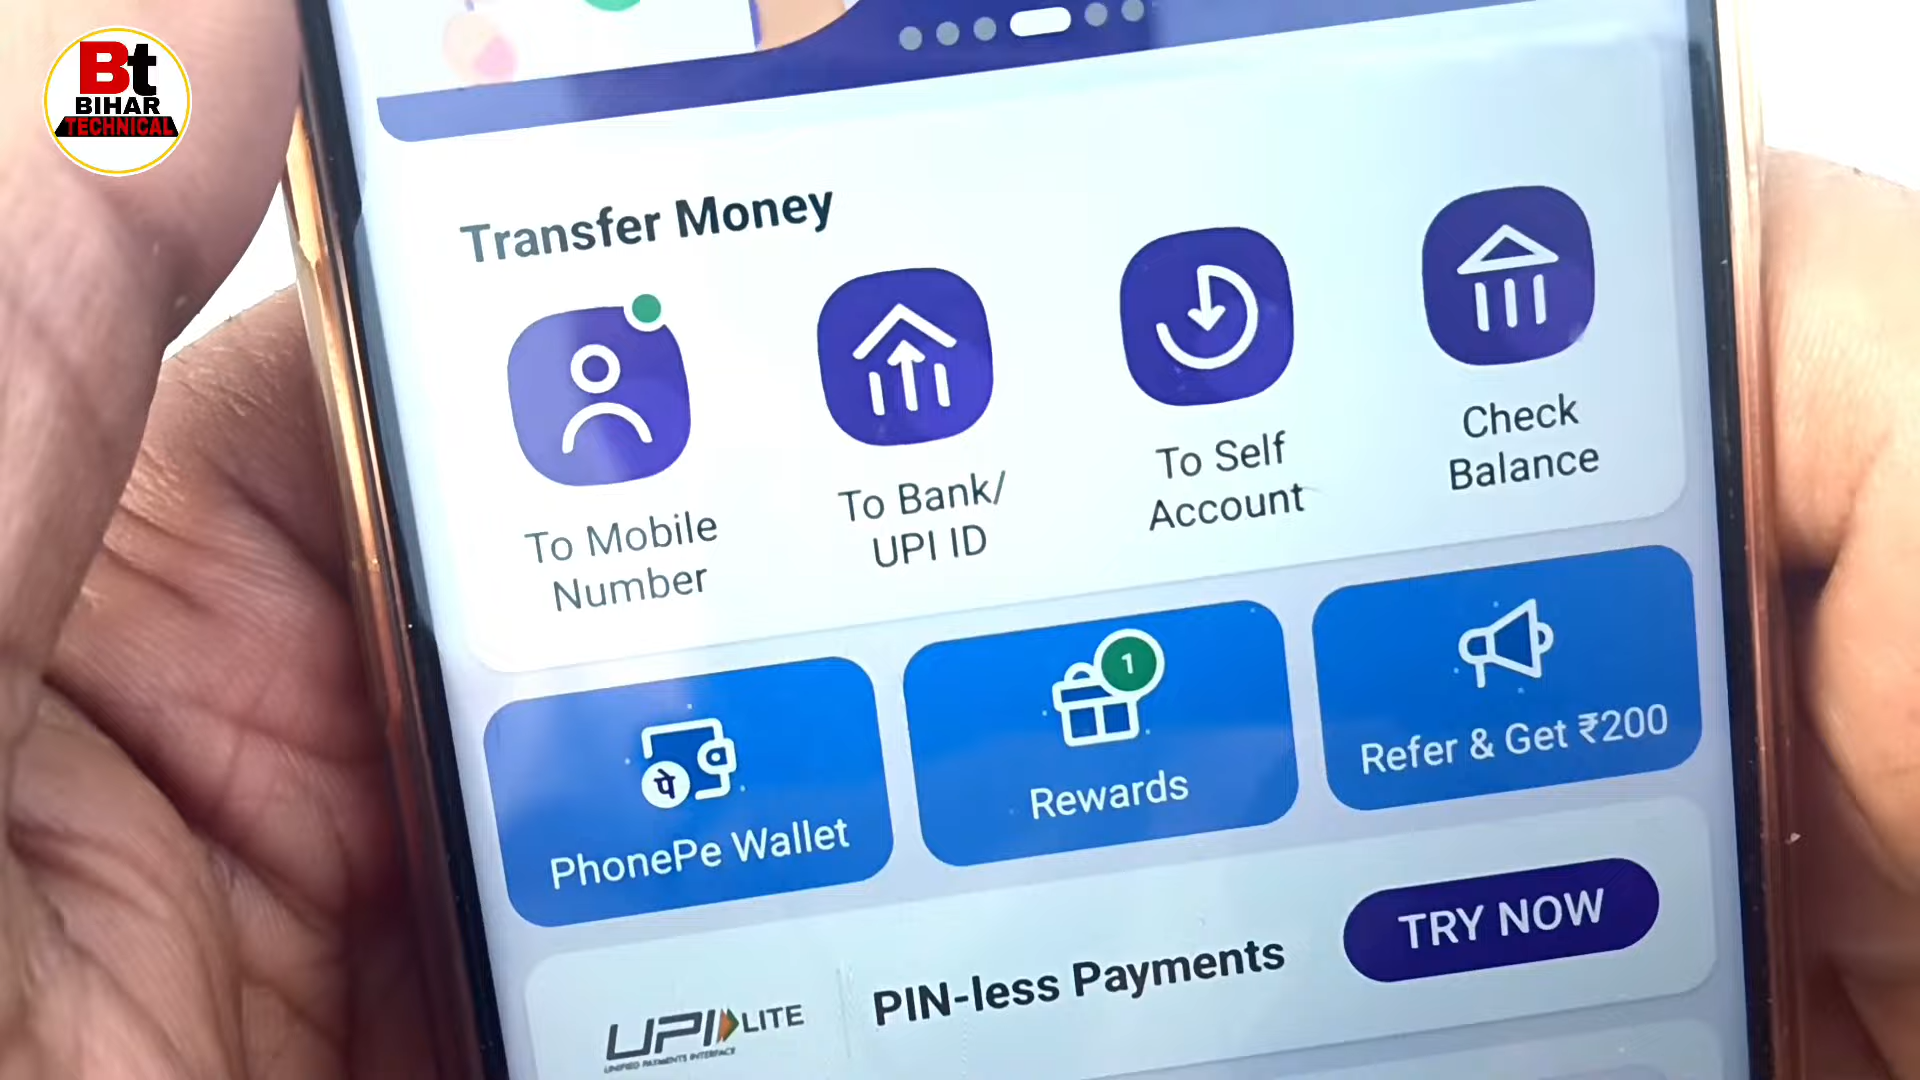 Bt
BIHAR
TECHNICAL
Transfer Money
To Mobile
Number
To Bank/
UPI ID
To Self
Account
Check
Balance
पे
PhonePe Wallet
1
Rewards
Refer & Get ₹200
UPI LITE
UNIFIED PAYMENTS INTERFACE
PIN-less Payments
TRY NOW